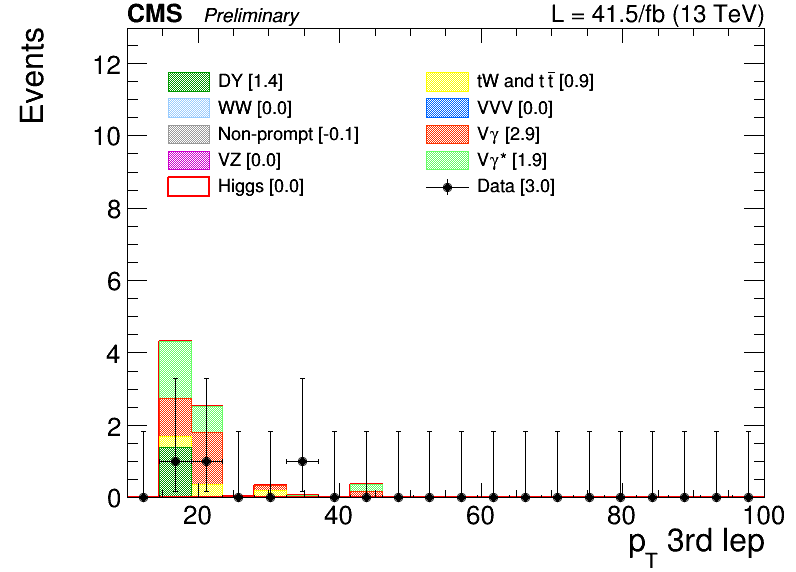 CMS Preliminary L = 41.5/fb (13 TeV)
Events
12
10
8
6
4
2
0
DY [1.4]
WW [0.0]
Non-prompt [-0.1]
VZ [0.0]
Higgs [0.0]
tW and tt̅ [0.9]
VVV [0.0]
Vγ [2.9]
Vγ* [1.9]
Data [3.0]
20 40 60 80 100
p_T 3rd lep